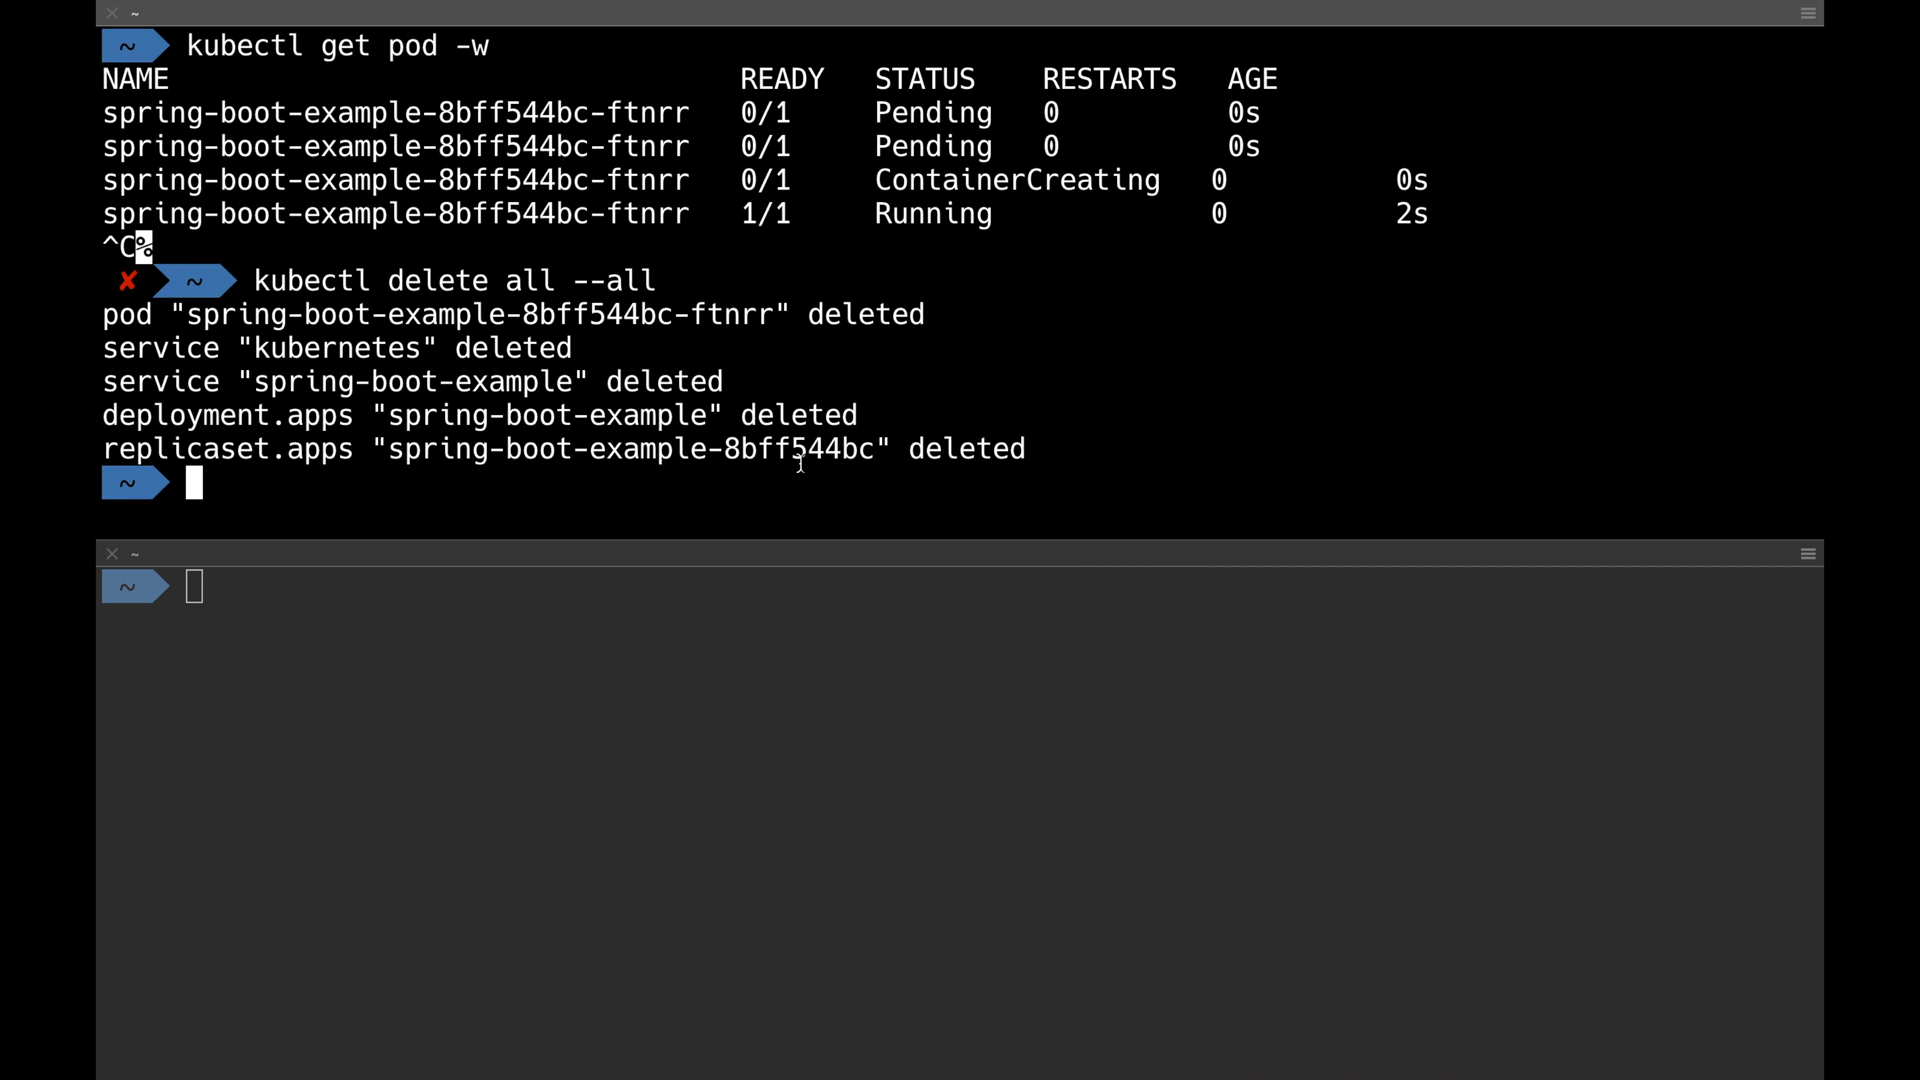 ~
~ kubectl get pod -w
NAME READY STATUS RESTARTS AGE
spring-boot-example-8bff544bc-ftnrr 0/1 Pending 0 0s
spring-boot-example-8bff544bc-ftnrr 0/1 Pending 0 0s
spring-boot-example-8bff544bc-ftnrr 0/1 ContainerCreating 0 0s
spring-boot-example-8bff544bc-ftnrr 1/1 Running 0 2s
^C%
✘ ~ kubectl delete all --all
pod "spring-boot-example-8bff544bc-ftnrr" deleted
service "kubernetes" deleted
service "spring-boot-example" deleted
deployment.apps "spring-boot-example" deleted
replicaset.apps "spring-boot-example-8bff544bc" deleted
~
~
~